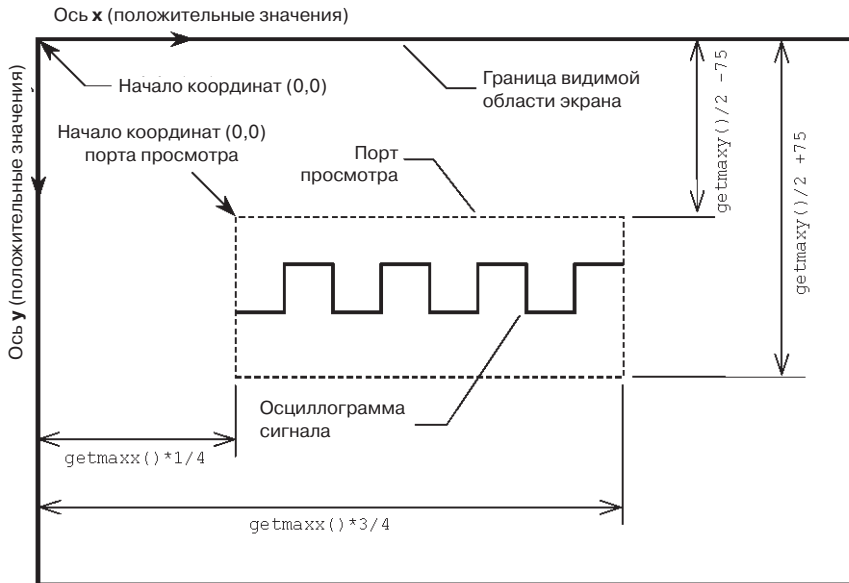 Ось x (положительные значения)
Ось y (положительные значения)
Начало координат (0,0)
Граница видимой
области экрана
Начало координат (0,0)
порта просмотра
Порт
просмотра
getmaxy()/2 -75
getmaxy()/2 +75
Осциллограмма
сигнала
getmaxx()*1/4
getmaxx()*3/4